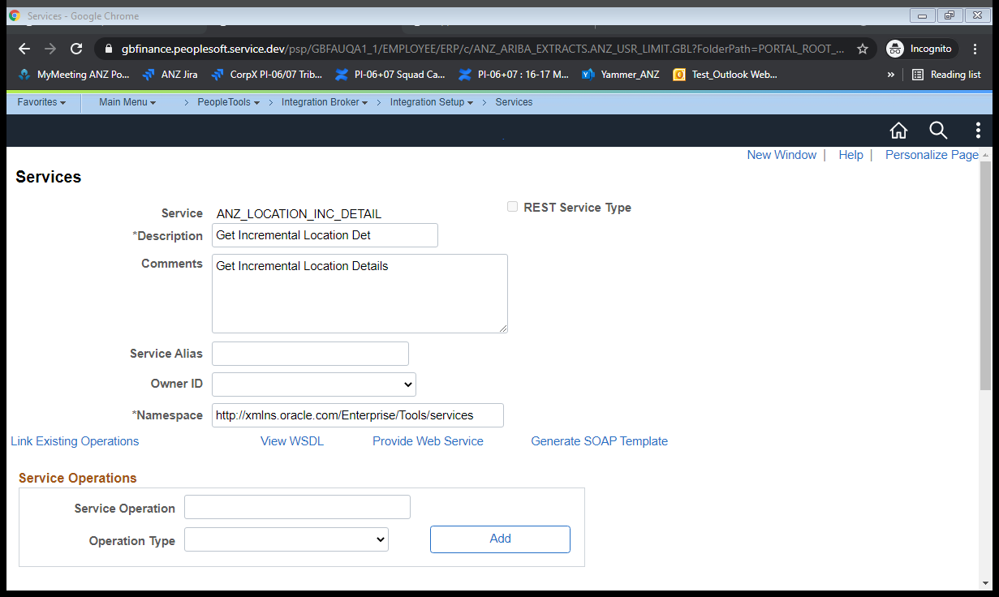 Services - Google Chrome
gbfinance.peoplesoft.service.dev/psp/GBFAUQA1_1/EMPLOYEE/ERP/c/ANZ_ARIBA_EXTRACTS.ANZ_USR_LIMIT.GBL?FolderPath=PORTAL_ROOT_... Incognito
MyMeeting ANZ Po... ANZ Jira CorpX PI-06/07 Trib... PI-06+07 Squad Ca... PI-06+07 : 16-17 M... Yammer_ANZ Test_Outlook Web... » Reading list
Favorites Main Menu > PeopleTools > Integration Broker > Integration Setup > Services
New Window | Help | Personalize Page
Services
Service ANZ_LOCATION_INC_DETAIL REST Service Type
*Description Get Incremental Location Det
Comments Get Incremental Location Details
Service Alias
Owner ID
*Namespace http://xmlns.oracle.com/Enterprise/Tools/services
Link Existing Operations View WSDL Provide Web Service Generate SOAP Template
Service Operations
Service Operation
Operation Type Add